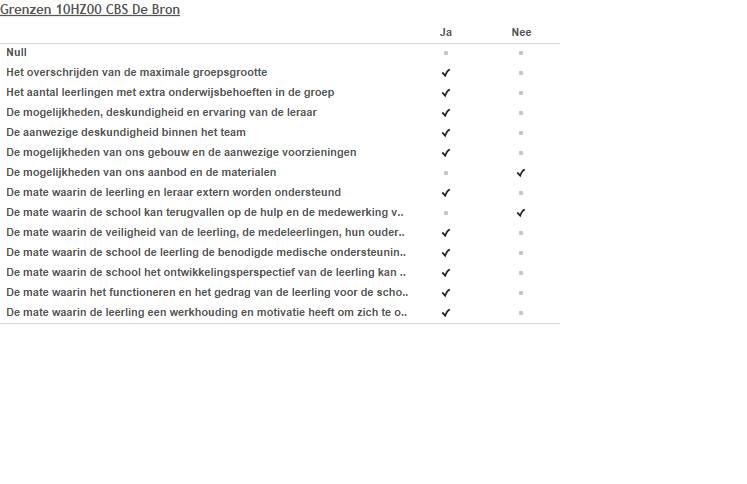 Grenzen 10HZ00 CBS De Bron
Ja Nee
Null
Het overschrijden van de maximale groepsgrootte
Het aantal leerlingen met extra onderwijsbehoeften in de groep
De mogelijkheden, deskundigheid en ervaring van de leraar
De aanwezige deskundigheid binnen het team
De mogelijkheden van ons gebouw en de aanwezige voorzieningen
De mogelijkheden van ons aanbod en de materialen
De mate waarin de leerling en leraar extern worden ondersteund
De mate waarin de school kan terugvallen op de hulp en de medewerking v..
De mate waarin de veiligheid van de leerling, de medeleerlingen, hun ouder..
De mate waarin de school de leerling de benodigde medische ondersteunin..
De mate waarin de school het ontwikkelingsperspectief van de leerling kan ..
De mate waarin het functioneren en het gedrag van de leerling voor de scho..
De mate waarin de leerling een werkhouding en motivatie heeft om zich te o..